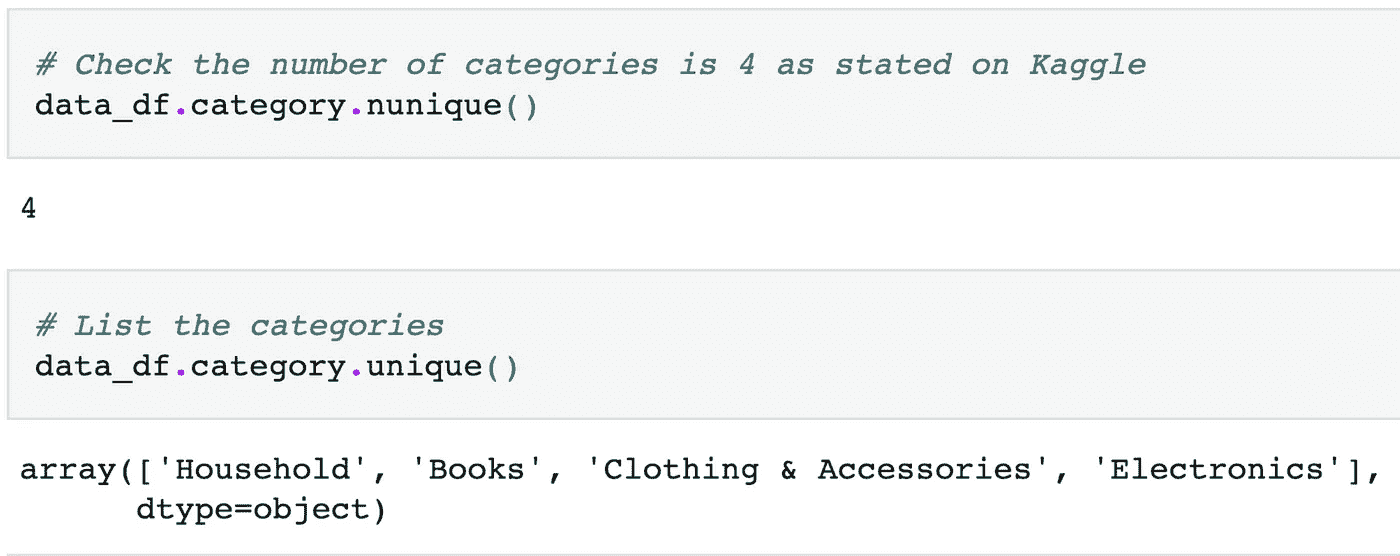 # Check the number of categories is 4 as stated on Kaggle
data_df.category.nunique()
4
# List the categories
data_df.category.unique()
array(['Household', 'Books', 'Clothing & Accessories', 'Electronics'],
      dtype=object)